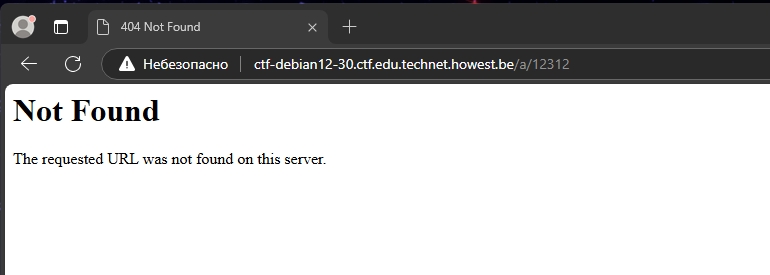 404 Not Found
Небезопасно ctf-debian12-30.ctf.edu.technet.howest.be/a/12312
Not Found
The requested URL was not found on this server.